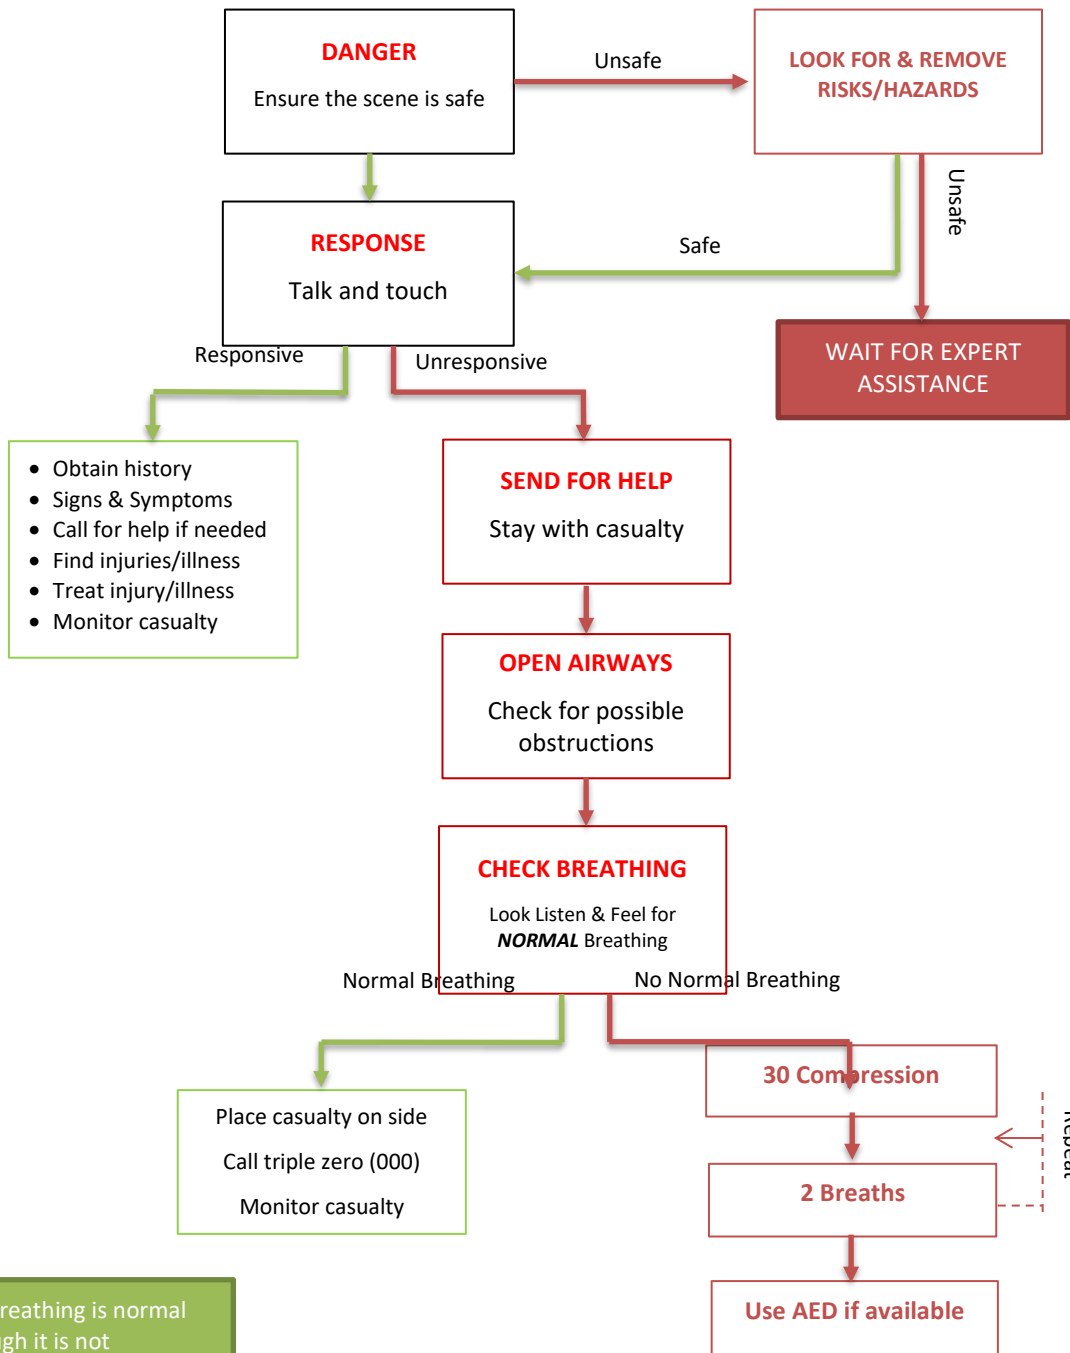 DANGER
Ensure the scene is safe
Unsafe
LOOK FOR & REMOVE
RISKS/HAZARDS
Unsafe
RESPONSE
Talk and touch
Safe
WAIT FOR EXPERT
ASSISTANCE
Responsive
Unresponsive
• Obtain history
• Signs & Symptoms
• Call for help if needed
• Find injuries/illness
• Treat injury/illness
• Monitor casualty
SEND FOR HELP
Stay with casualty
OPEN AIRWAYS
Check for possible
obstructions
CHECK BREATHING
Look Listen & Feel for
NORMAL Breathing
Normal Breathing
No Normal Breathing
Place casualty on side
Call triple zero (000)
Monitor casualty
30 Compression
Repeat
2 Breaths
Use AED if available
reathing is normal
ugh it is not